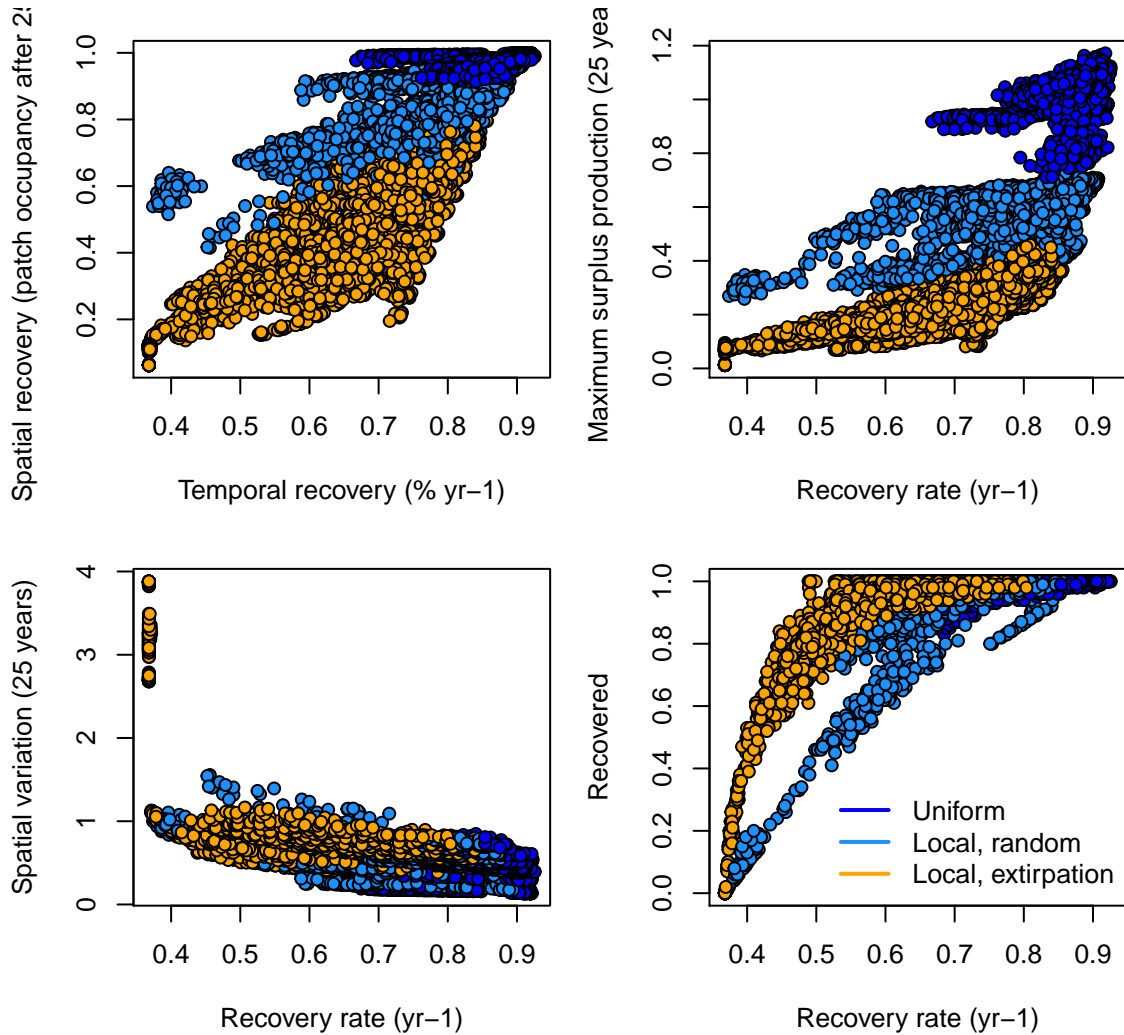 Spatial recovery (patch occupancy after 25
1.0
0.8
0.6
0.4
0.2
0.4 0.5 0.6 0.7 0.8 0.9
Temporal recovery (% yr−1)
Maximum surplus production (25 yea
1.2
0.8
0.4
0.0
0.4 0.5 0.6 0.7 0.8 0.9
Recovery rate (yr−1)
Spatial variation (25 years)
4
3
2
1
0
0.4 0.5 0.6 0.7 0.8 0.9
Recovery rate (yr−1)
Recovered
1.0
0.8
0.6
0.4
0.2
0.0
Uniform
Local, random
Local, extirpation
0.4 0.5 0.6 0.7 0.8 0.9
Recovery rate (yr−1)